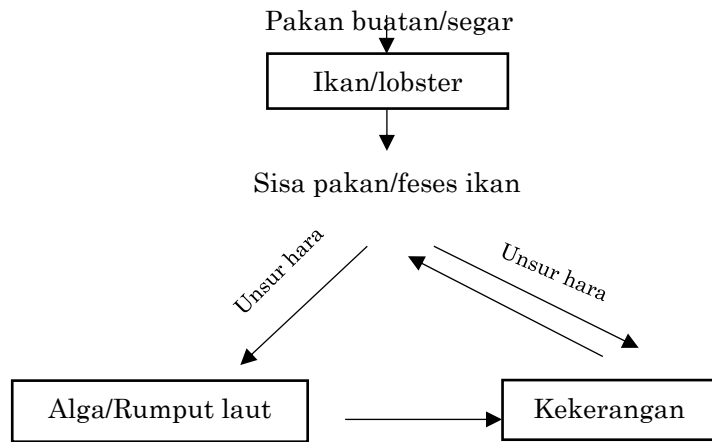 Pakan buatan/segar
Ikan/lobster
Sisa pakan/feses ikan
Unsur hara
Unsur hara
Alga/Rumput laut
Kekerangan